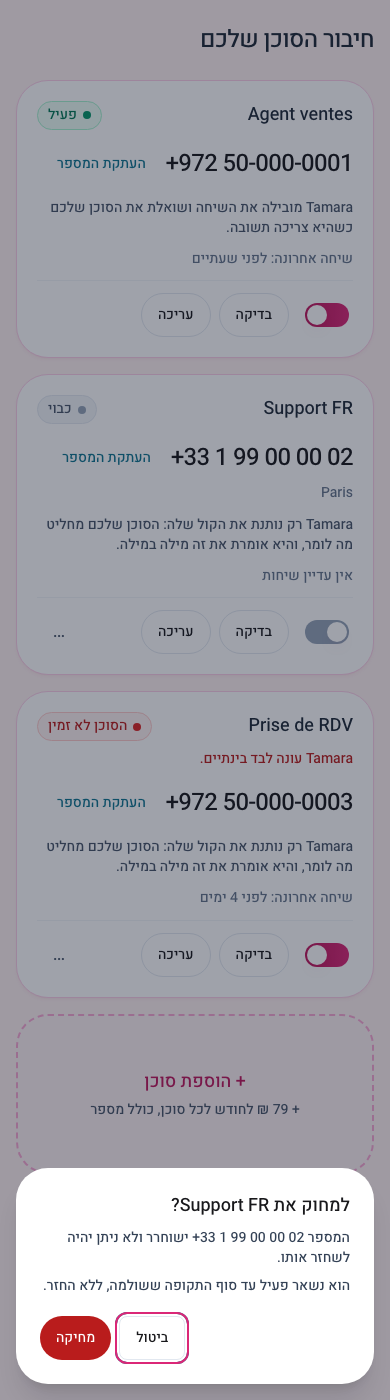 חיבור הסוכן שלכם
Agent ventes
פעיל
+972 50-000-0001
העתקת המספר
Tamara מובילה את השיחה ושואלת את הסוכן שלכם
כשהיא צריכה תשובה.
שיחה אחרונה: לפני שעתיים
בדיקה
עריכה
Support FR
כבוי
+33 1 99 00 00 02
העתקת המספר
Paris
Tamara רק נותנת את הקול שלה: הסוכן שלכם מחליט
מה לומר, והיא אומרת את זה מילה במילה.
אין עדיין שיחות
בדיקה
עריכה
...
Prise de RDV
הסוכן לא זמין
Tamara עונה לבד בינתיים.
+972 50-000-0003
העתקת המספר
Tamara רק נותנת את הקול שלה: הסוכן שלכם מחליט
מה לומר, והיא אומרת את זה מילה במילה.
שיחה אחרונה: לפני 4 ימים
בדיקה
עריכה
...
+ הוספת סוכן
+ 79 ₪ לחודש לכל סוכן, כולל מספר
למחוק את Support FR?
המספר ‎+33 1 99 00 00 02 ישוחרר ולא ניתן יהיה
לשחזר אותו.
הוא נשאר פעיל עד סוף התקופה ששולמה, ללא החזר.
ביטול
מחיקה